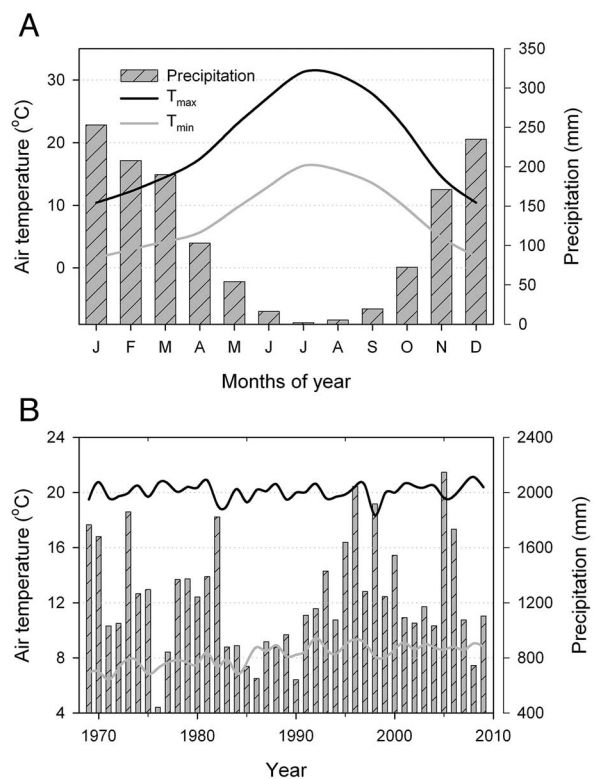 A
Air temperature (°C)
30
20
10
0
Precipitation
Tmax
Tmin
350
300
250
200
150
100
50
0
Precipitation (mm)
J F M A M J J A S O N D
Months of year
B
Air temperature (°C)
24
20
16
12
8
4
2400
2000
1600
1200
800
400
Precipitation (mm)
1970 1980 1990 2000 2010
Year